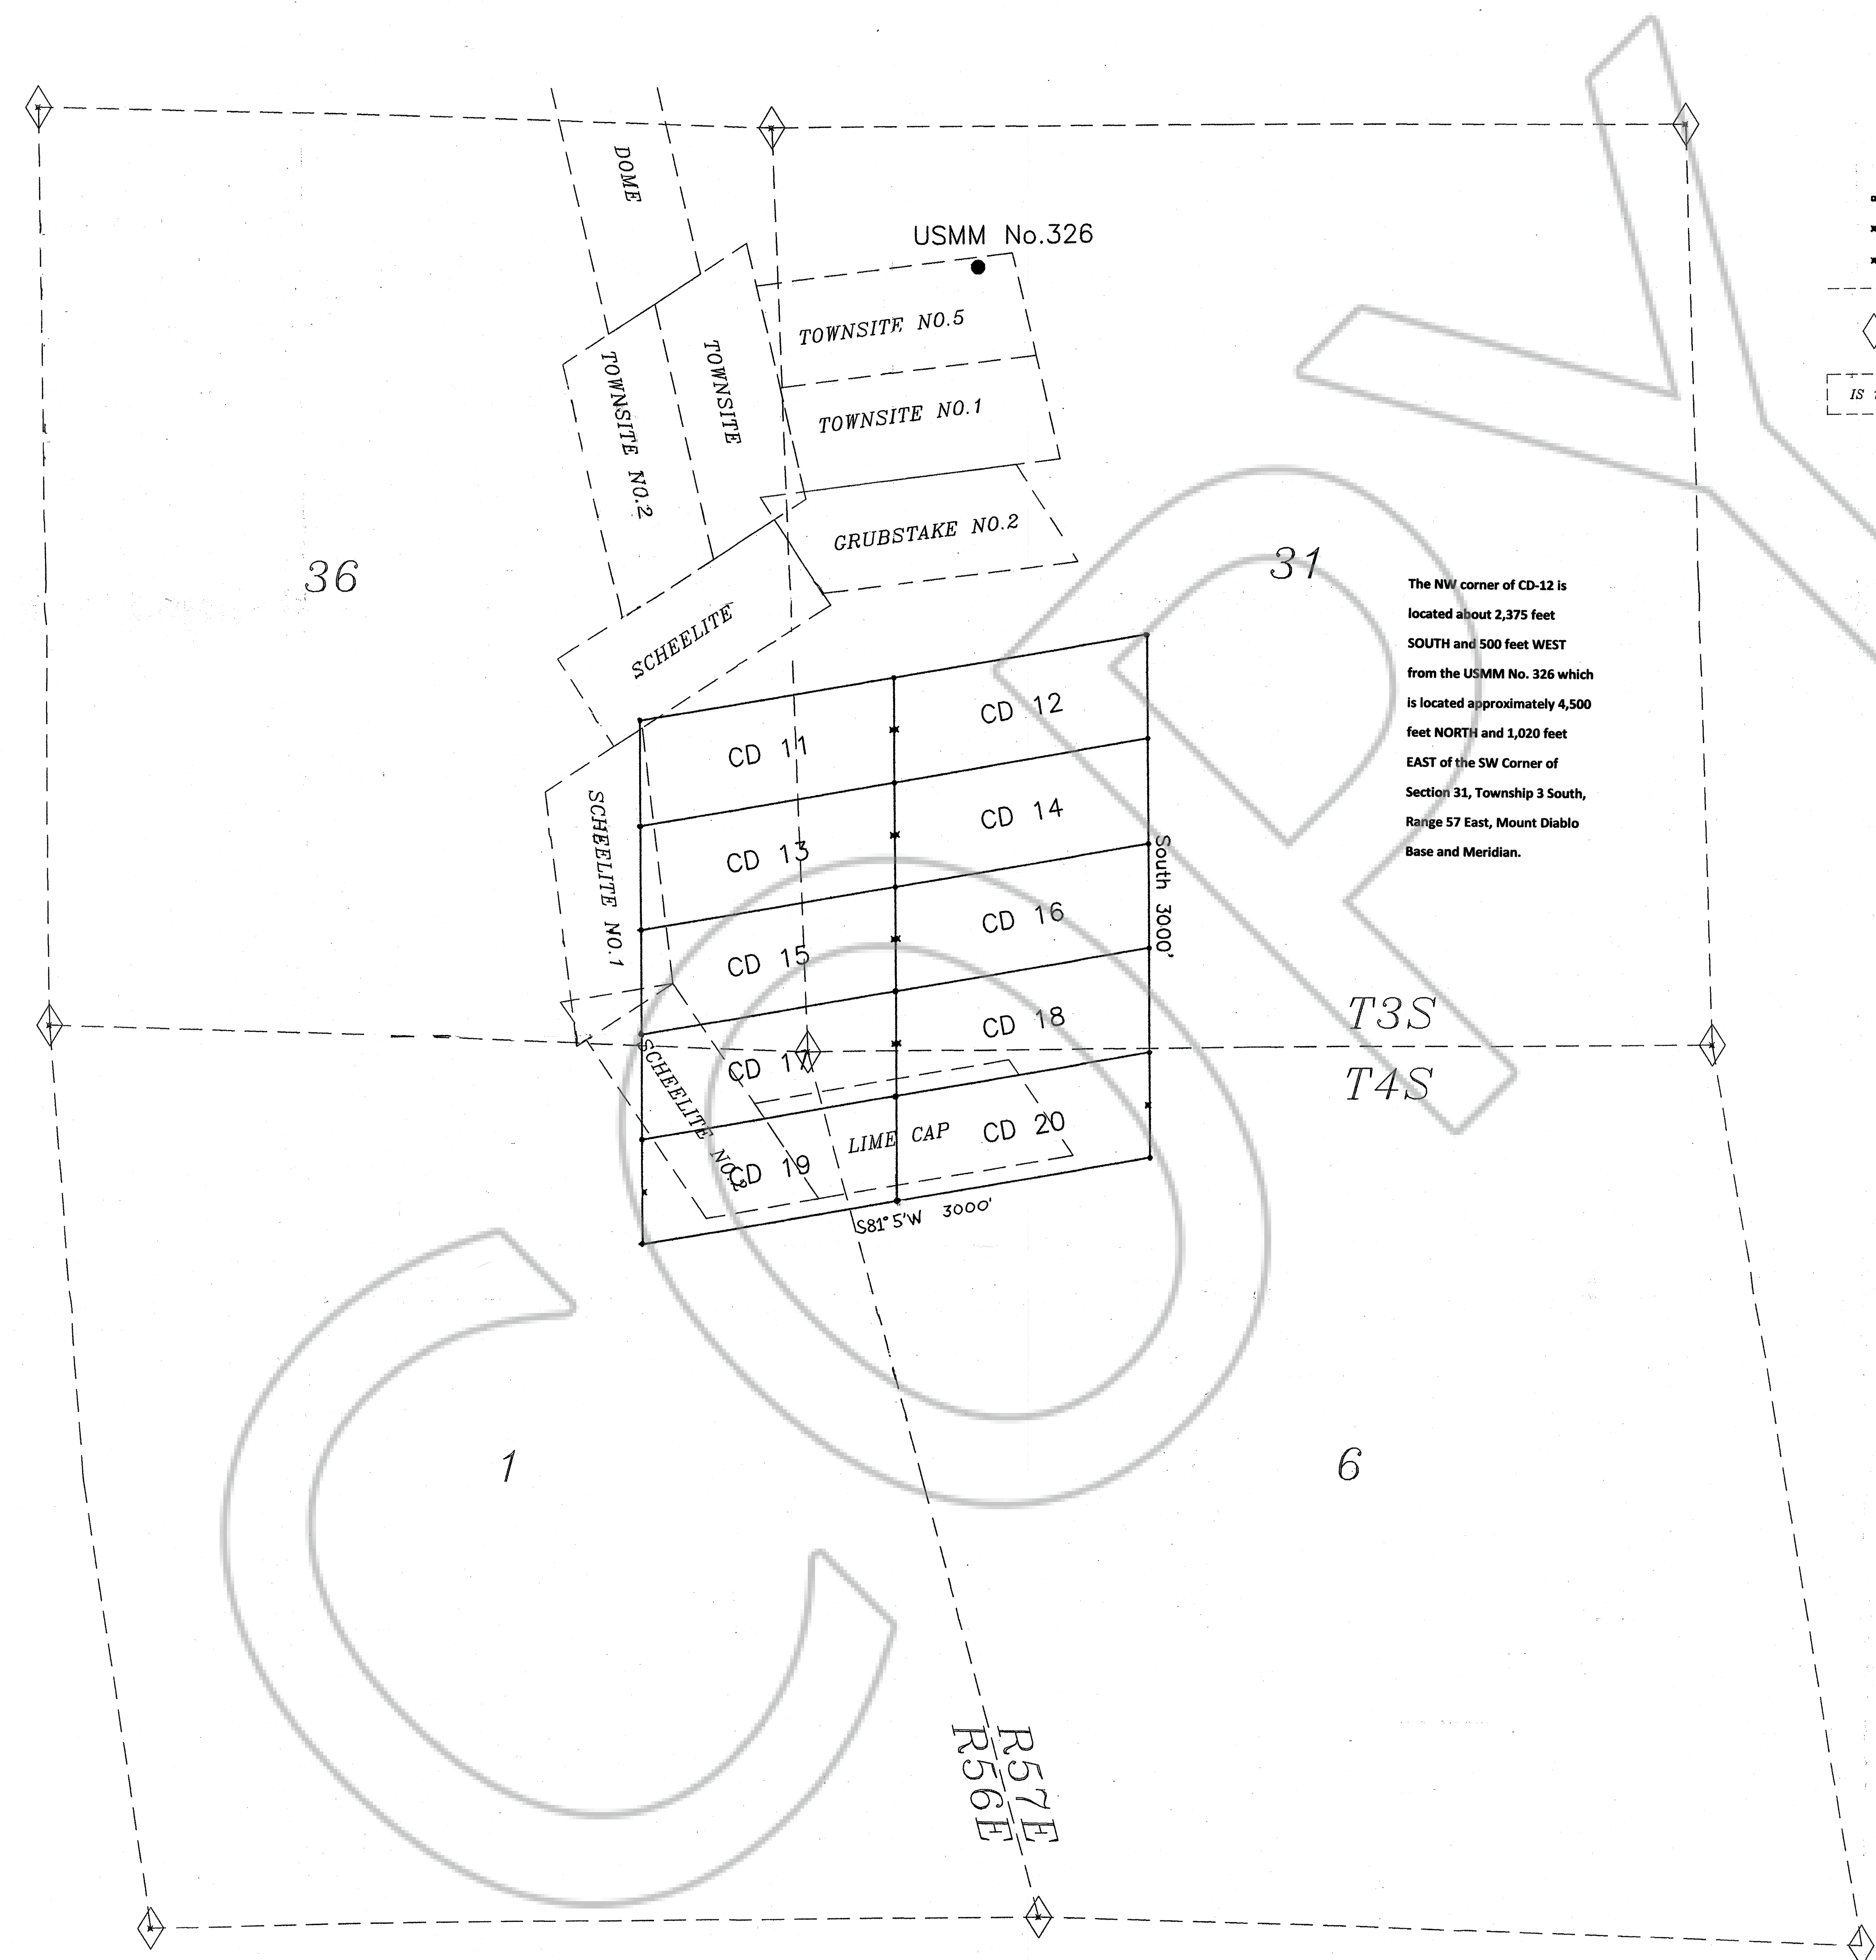 DOME
USMM No.326
TOWNSITE NO.5
TOWNSITE
TOWNSITE NO.2
TOWNSITE NO.1
IS
GRUBSTAKE NO.2
36
31
SCHEELITE
The NW corner of CD-12 is
located about 2,375 feet
SOUTH and 500 feet WEST
from the USMM No. 326 which
is located approximately 4,500
feet NORTH and 1,020 feet
EAST of the SW Corner of
Section 31, Township 3 South,
Range 57 East, Mount Diablo
Base and Meridian.
CD 11
CD 12
SCHEELITE NO.1
CD 13
CD 14
South 3000'
CD 15
CD 16
CD 17
CD 18
T3S
T4S
SCHEELITE NO.2
LIME CAP
CD 19
CD 20
S81°5'W 3000'
1
6
R57E
R56E
COPY